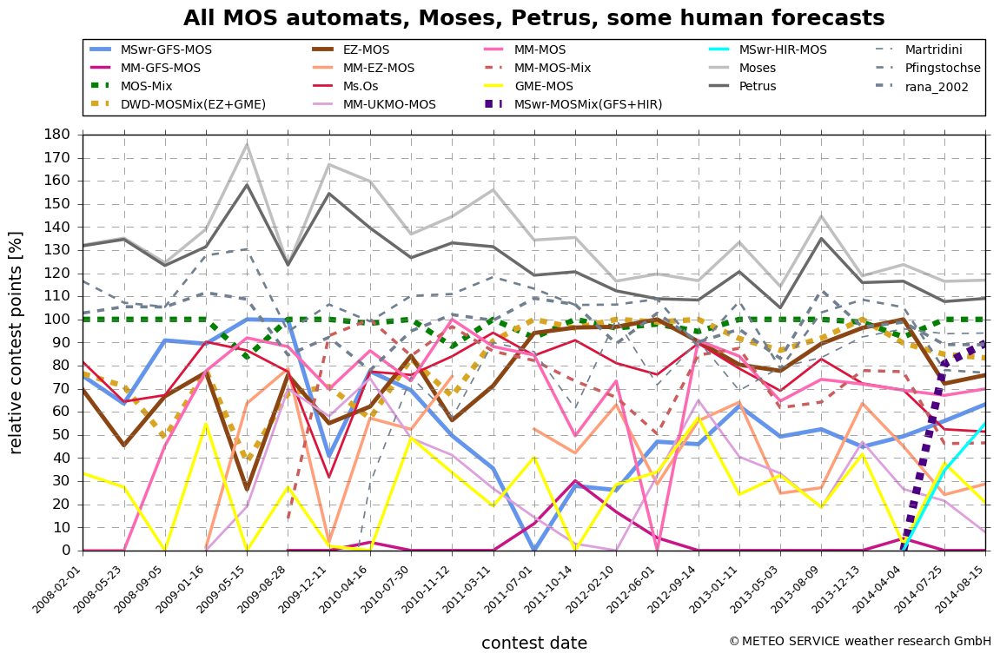 All MOS automats, Moses, Petrus, some human forecasts
MSwr-GFS-MOS EZ-MOS MM-MOS MSwr-HIR-MOS Martridini
MM-GFS-MOS MM-EZ-MOS MM-MOS-Mix Moses Pfingstochse
MOS-Mix Ms.Os GME-MOS Petrus rana_2002
DWD-MOSMix(EZ+GME) MM-UKMO-MOS MSwr-MOSMix(GFS+HIR)
180
170
160
150
140
130
120
110
100
90
80
70
60
50
40
30
20
10
0
relative contest points [%]
2008-02-01 2008-05-23 2008-09-05 2009-01-16 2009-05-15 2009-08-28 2009-12-11 2010-04-16 2010-07-30 2010-11-12 2011-03-11 2011-07-01 2011-10-14 2012-02-10 2012-06-01 2012-09-14 2013-01-11 2013-05-03 2013-08-09 2013-12-13 2014-04-04 2014-07-25 2014-08-15
contest date
© METEO SERVICE weather research GmbH